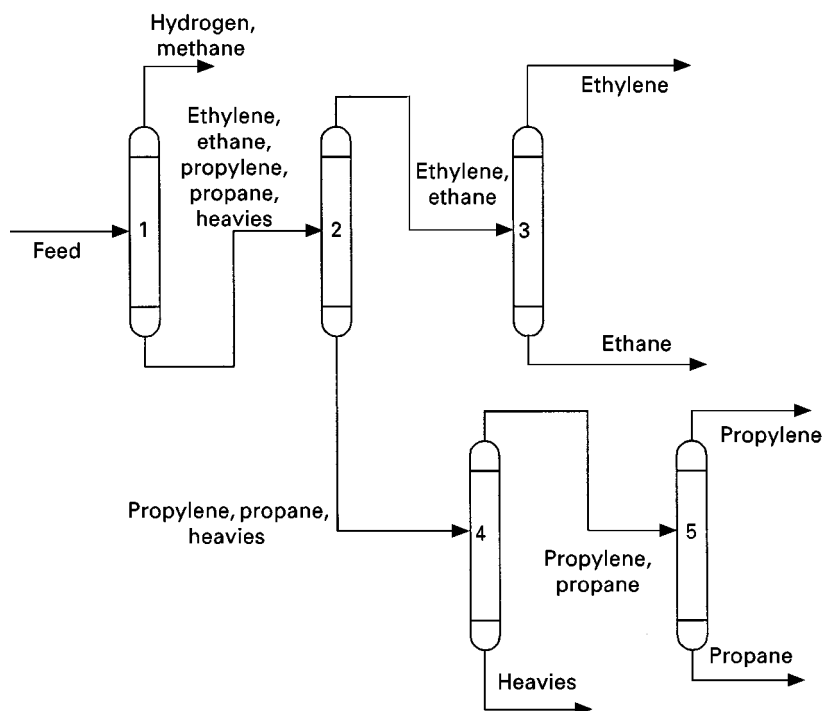 Hydrogen,
methane
Ethylene,
ethane,
propylene,
propane,
heavies
Ethylene
Ethylene,
ethane
1
2
3
Feed
Ethane
Propylene
Propylene, propane,
heavies
4
5
Propylene,
propane
Propane
Heavies